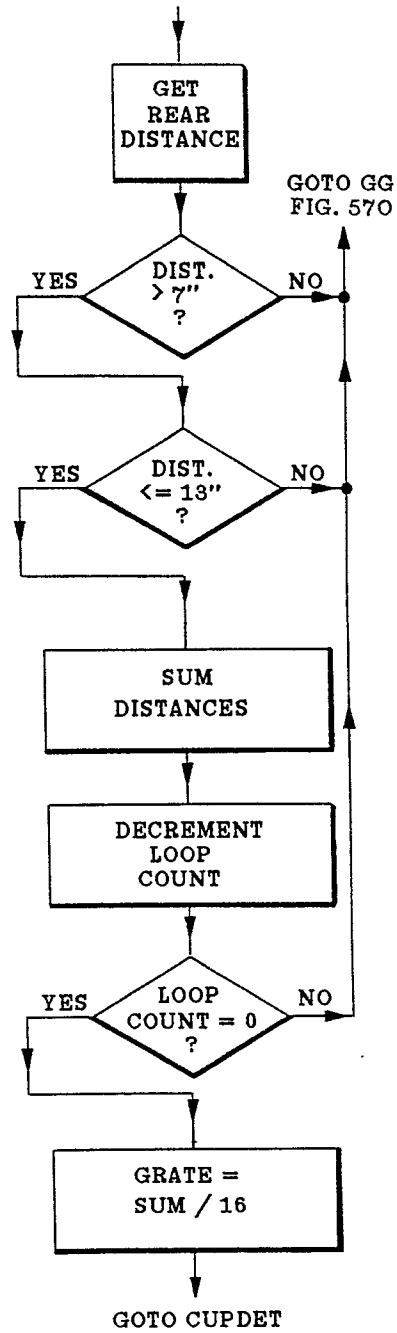 GET
REAR
DISTANCE
GOTO GG
FIG. 570
YES
DIST.
> 7"
?
NO
YES
DIST.
<= 13"
?
NO
SUM
DISTANCES
DECREMENT
LOOP
COUNT
YES
LOOP
COUNT = 0
?
NO
GRATE =
SUM / 16
GOTO CUPDET